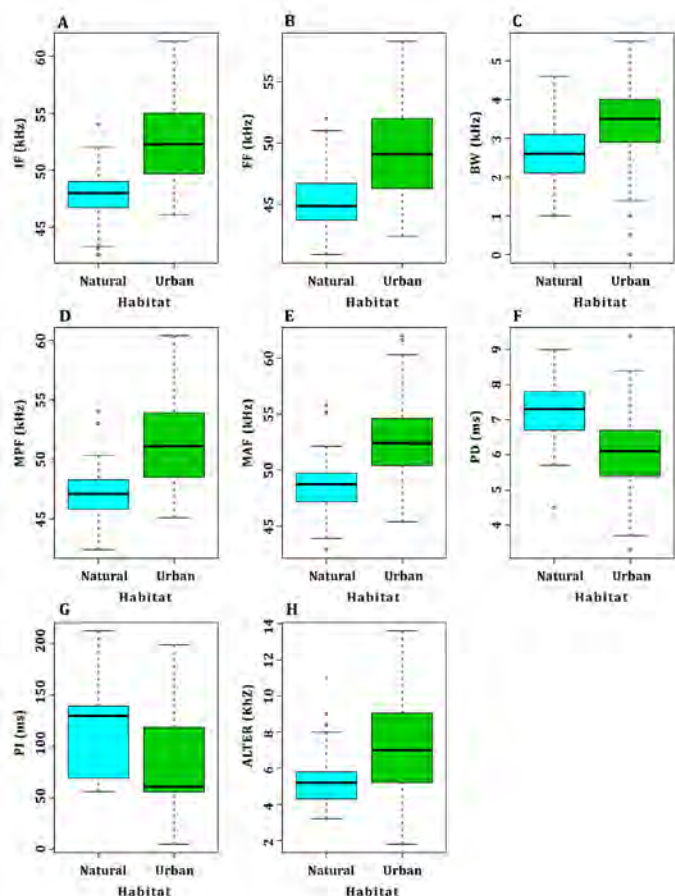 A
B
C
IF (kHz)
45
50
55
60
Natural
Urban
Habitat
FF (kHz)
45
50
55
Natural
Urban
Habitat
BW (kHz)
0
1
2
3
4
5
Natural
Urban
Habitat
D
E
F
MPF (kHz)
45
50
55
60
Natural
Urban
Habitat
MAF (kHz)
45
50
55
60
Natural
Urban
Habitat
PD (ms)
4
5
6
7
8
9
Natural
Urban
Habitat
G
H
PI (ms)
0
50
100
150
200
Natural
Urban
Habitat
ALTER (KhZ)
2
4
6
8
10
12
14
Natural
Urban
Habitat